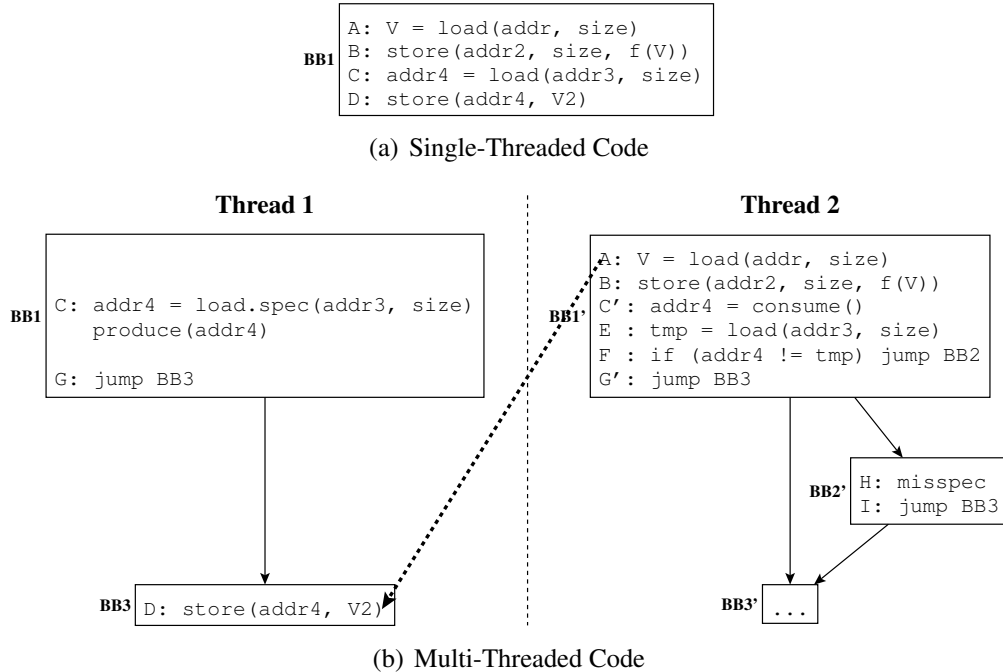 BB1
A: V = load(addr, size)
B: store(addr2, size, f(V))
C: addr4 = load(addr3, size)
D: store(addr4, V2)
(a) Single-Threaded Code
Thread 1
Thread 2
BB1
C: addr4 = load.spec(addr3, size)
produce(addr4)
G: jump BB3
BB1’
A: V = load(addr, size)
B: store(addr2, size, f(V))
C’: addr4 = consume()
E : tmp = load(addr3, size)
F : if (addr4 != tmp) jump BB2
G’: jump BB3
BB2’
H: misspec
I: jump BB3
BB3
D: store(addr4, V2)
BB3’
...
(b) Multi-Threaded Code